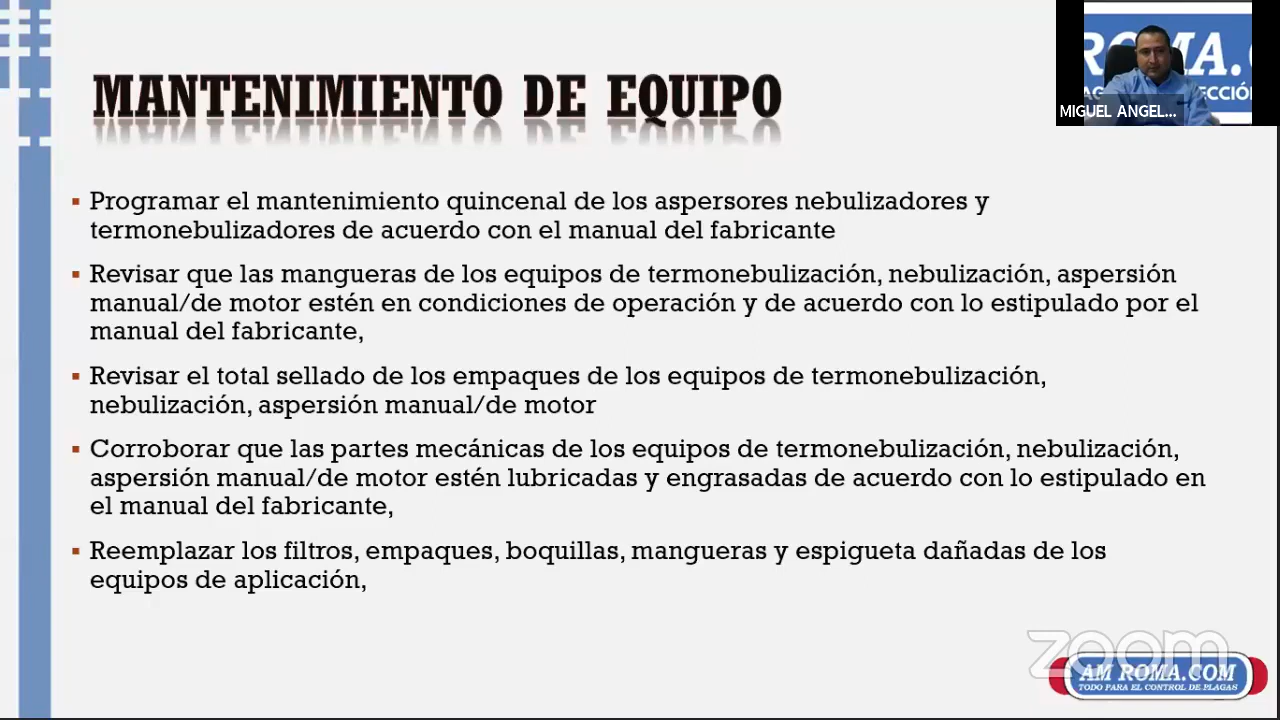 MANTENIMIENTO DE EQUIPO
ROMA.
MIGUEL ANGEL...
▪ Programar el mantenimiento quincenal de los aspersores nebulizadores y
termonebulizadores de acuerdo con el manual del fabricante
▪ Revisar que las mangueras de los equipos de termonebulización, nebulización, aspersión
manual/de motor estén en condiciones de operación y de acuerdo con lo estipulado por el
manual del fabricante,
▪ Revisar el total sellado de los empaques de los equipos de termonebulización,
nebulización, aspersión manual/de motor
▪ Corroborar que las partes mecánicas de los equipos de termonebulización, nebulización,
aspersión manual/de motor estén lubricadas y engrasadas de acuerdo con lo estipulado en
el manual del fabricante,
▪ Reemplazar los filtros, empaques, boquillas, mangueras y espigueta dañadas de los
equipos de aplicación,
zoom
AM ROMA.COM
TODO PARA EL CONTROL DE PLAGAS